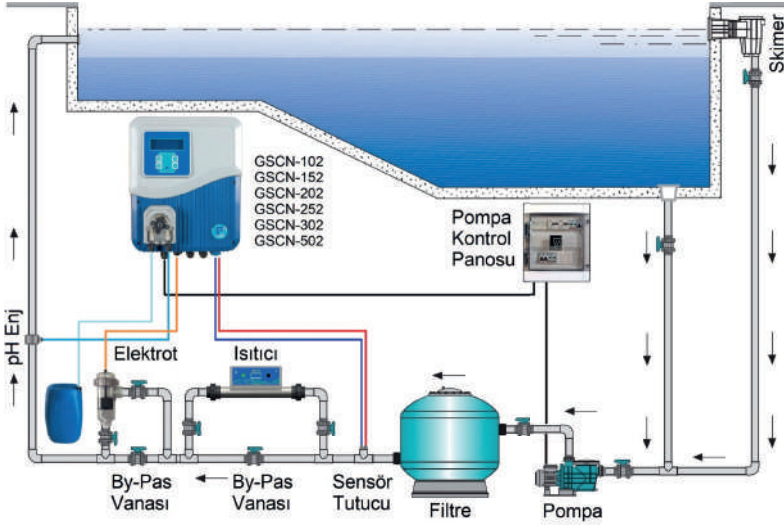 Skimer
GSCN-102
GSCN-152
GSCN-202
GSCN-252
GSCN-302
GSCN-502
Pompa
Kontrol
Panosu
pH Enj
Elektrot
Isıtıcı
By-Pas
Vanası
By-Pas
Vanası
Sensör
Tutucu
Filtre
Pompa